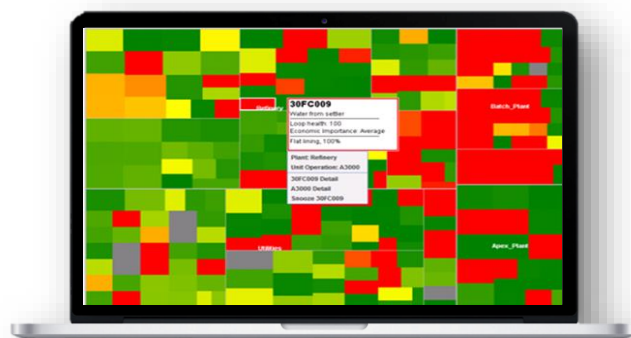 Refinery
30FC009
Water from settler
Loop health: 100
Economic Importance: Average
Flat-lining, 100%
Plant: Refinery
Unit Operation: A3000
30FC009 Detail
A3000 Detail
Snooze 30FC009
Batch_Plant
Utilities
Apex_Plant